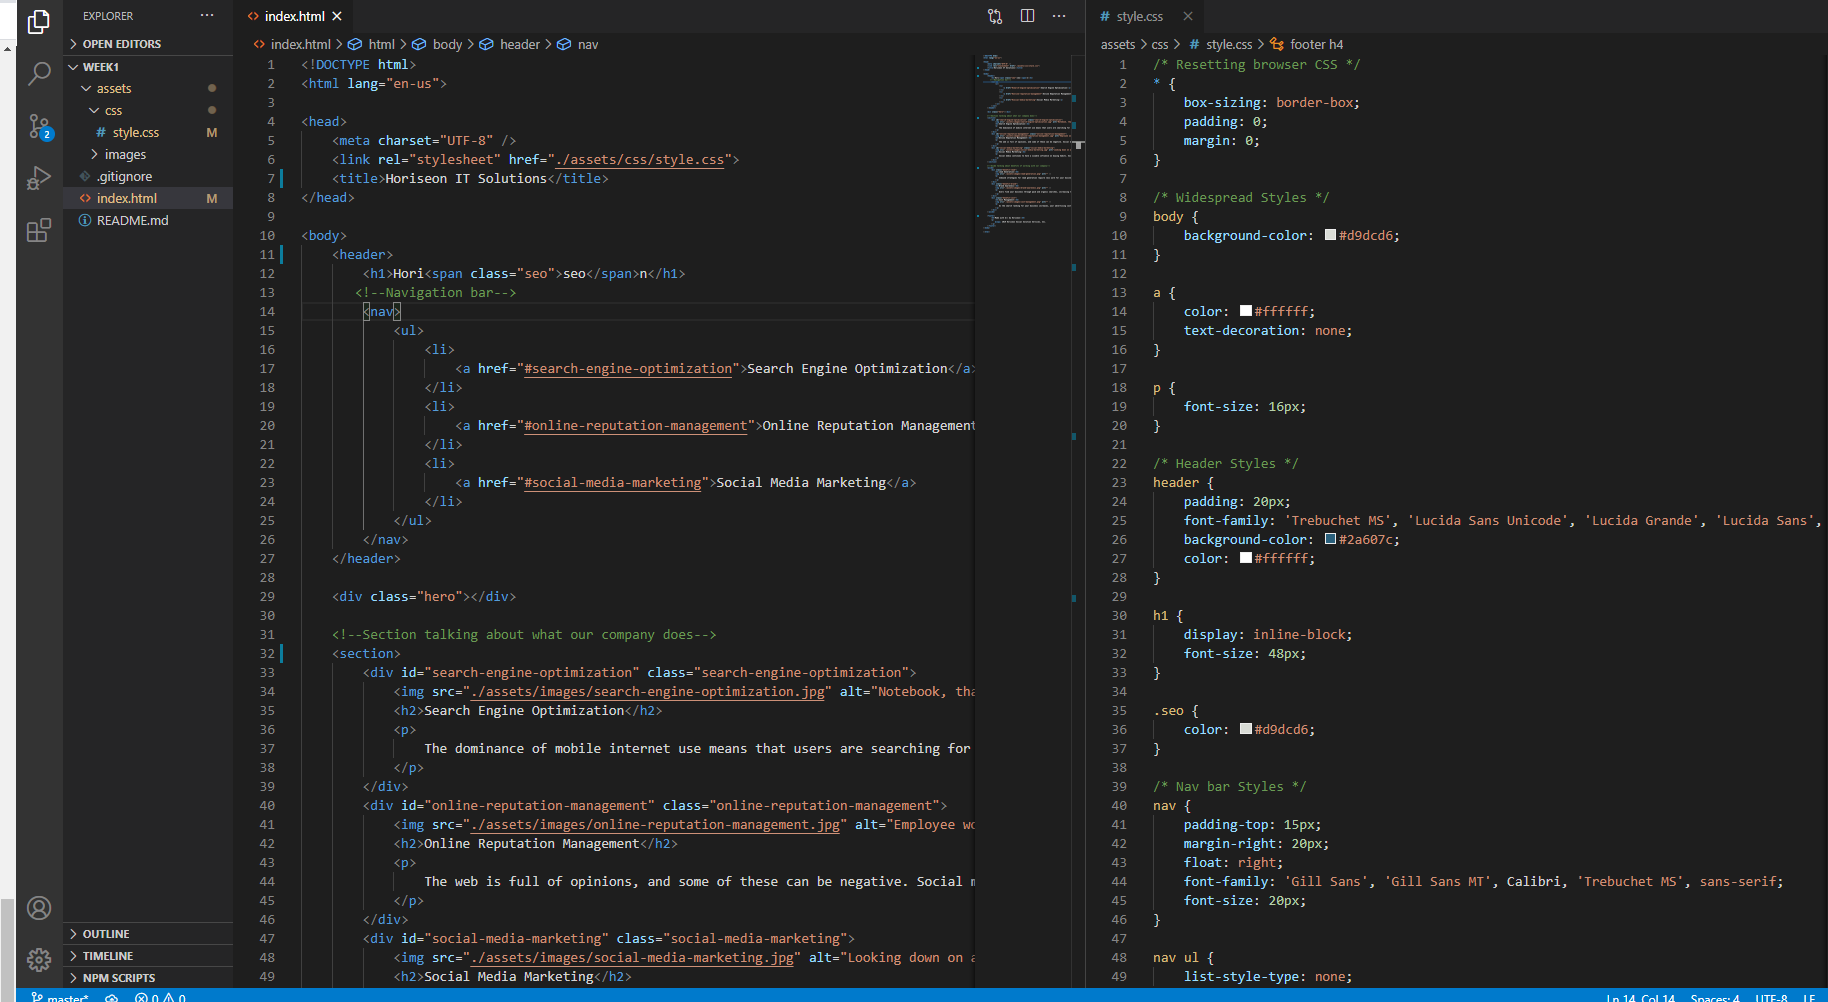 EXPLORER
OPEN EDITORS
WEEK1
assets
css
# style.css M
images
.gitignore
<> index.html M
README.md
OUTLINE
TIMELINE
NPM SCRIPTS
2
<> index.html
<> index.html > html > body > header > nav
1 <!DOCTYPE html>
2 <html lang="en-us">
3
4 <head>
5 <meta charset="UTF-8" />
6 <link rel="stylesheet" href="./assets/css/style.css">
7 <title>Horiseon IT Solutions</title>
8 </head>
9
10 <body>
11 <header>
12 <h1>Hori<span class="seo">seo</span>n</h1>
13 <!--Navigation bar-->
14 <nav>
15 <ul>
16 <li>
17 <a href="#search-engine-optimization">Search Engine Optimization</a>
18 </li>
19 <li>
20 <a href="#online-reputation-management">Online Reputation Management
21 </li>
22 <li>
23 <a href="#social-media-marketing">Social Media Marketing</a>
24 </li>
25 </ul>
26 </nav>
27 </header>
28
29 <div class="hero"></div>
30
31 <!--Section talking about what our company does-->
32 <section>
33 <div id="search-engine-optimization" class="search-engine-optimization">
34 <img src="./assets/images/search-engine-optimization.jpg" alt="Notebook, tha
35 <h2>Search Engine Optimization</h2>
36 <p>
37 The dominance of mobile internet use means that users are searching for
38 </p>
39 </div>
40 <div id="online-reputation-management" class="online-reputation-management">
41 <img src="./assets/images/online-reputation-management.jpg" alt="Employee wo
42 <h2>Online Reputation Management</h2>
43 <p>
44 The web is full of opinions, and some of these can be negative. Social m
45 </p>
46 </div>
47 <div id="social-media-marketing" class="social-media-marketing">
48 <img src="./assets/images/social-media-marketing.jpg" alt="Looking down on a
49 <h2>Social Media Marketing</h2>
# style.css
assets > css > # style.css > footer h4
1 /* Resetting browser CSS */
2 * {
3 box-sizing: border-box;
4 padding: 0;
5 margin: 0;
6 }
7
8 /* Widespread Styles */
9 body {
10 background-color: #d9dcd6;
11 }
12
13 a {
14 color: #ffffff;
15 text-decoration: none;
16 }
17
18 p {
19 font-size: 16px;
20 }
21
22 /* Header Styles */
23 header {
24 padding: 20px;
25 font-family: 'Trebuchet MS', 'Lucida Sans Unicode', 'Lucida Grande', 'Lucida Sans',
26 background-color: #2a607c;
27 color: #ffffff;
28 }
29
30 h1 {
31 display: inline-block;
32 font-size: 48px;
33 }
34
35 .seo {
36 color: #d9dcd6;
37 }
38
39 /* Nav bar Styles */
40 nav {
41 padding-top: 15px;
42 margin-right: 20px;
43 float: right;
44 font-family: 'Gill Sans', 'Gill Sans MT', Calibri, 'Trebuchet MS', sans-serif;
45 font-size: 20px;
46 }
47
48 nav ul {
49 list-style-type: none;
master* 0 0 Ln 14, Col 14 Spaces: 4 UTF-8 LF